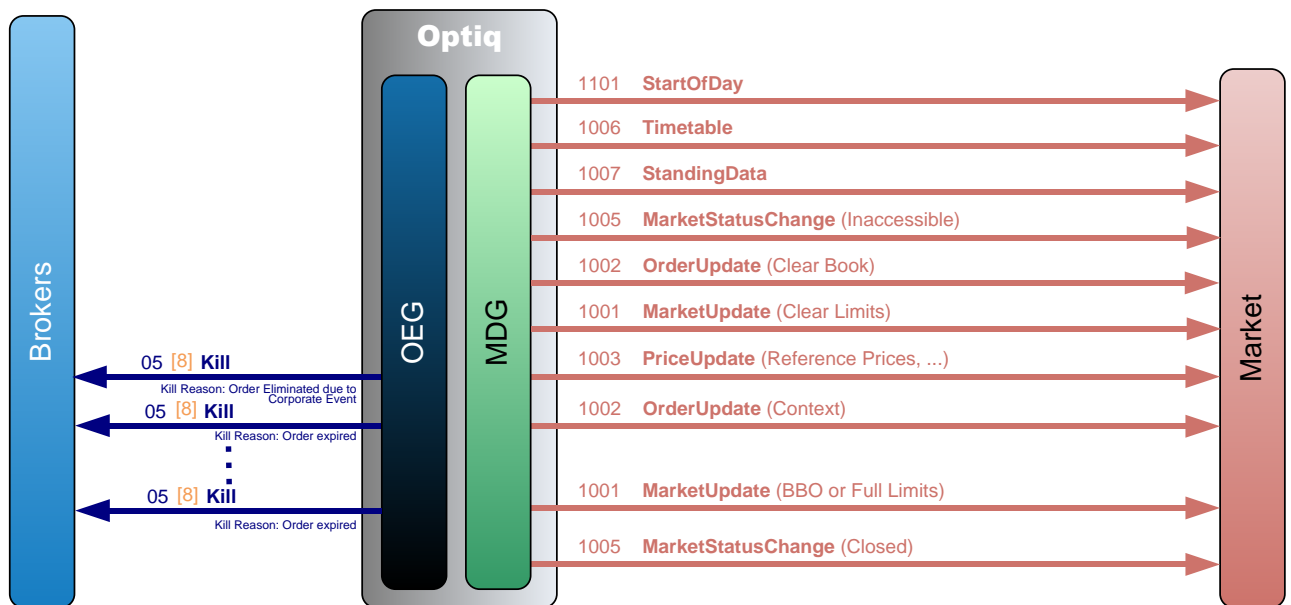 Optiq
Brokers
OEG
MDG
Market
1101 StartOfDay
1006 Timetable
1007 StandingData
1005 MarketStatusChange (Inaccessible)
1002 OrderUpdate (Clear Book)
1001 MarketUpdate (Clear Limits)
05 [8] Kill
Kill Reason: Order Eliminated due to
Corporate Event
1003 PriceUpdate (Reference Prices, ...)
05 [8] Kill
Kill Reason: Order expired
1002 OrderUpdate (Context)
05 [8] Kill
Kill Reason: Order expired
1001 MarketUpdate (BBO or Full Limits)
1005 MarketStatusChange (Closed)